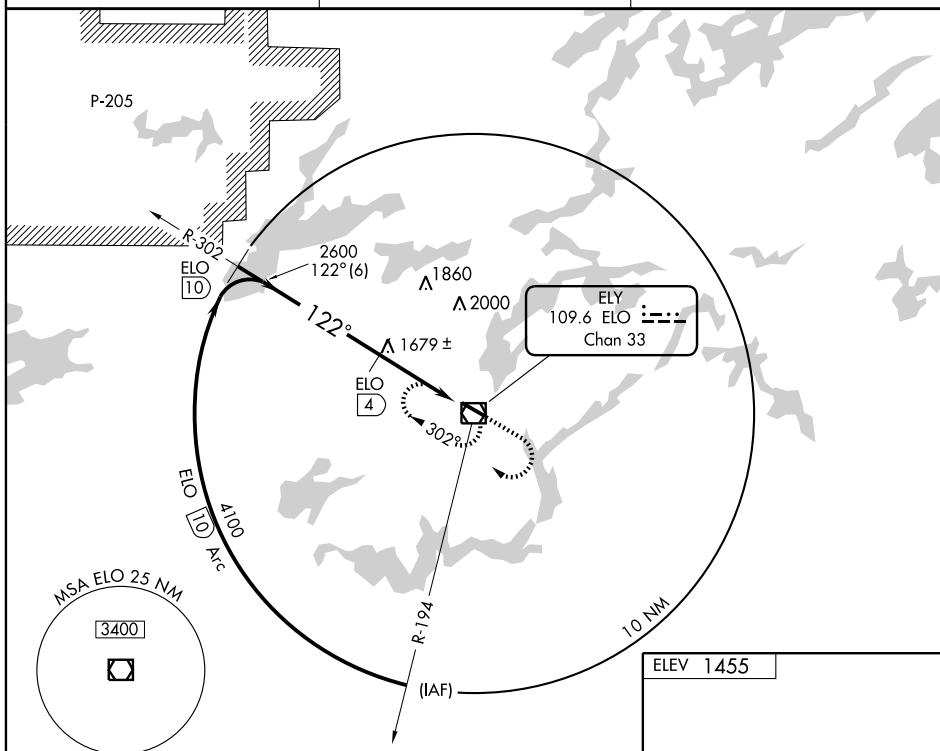 P-205
R-302
ELO
10
2600
122° (6)
1860
2000
ELY
109.6 ELO
Chan 33
122°
1679 ±
ELO
4
302°
ELO 10 Arc
4100
R-194
10 NM
MSA ELO 25 NM
3400
(IAF)
ELEV 1455